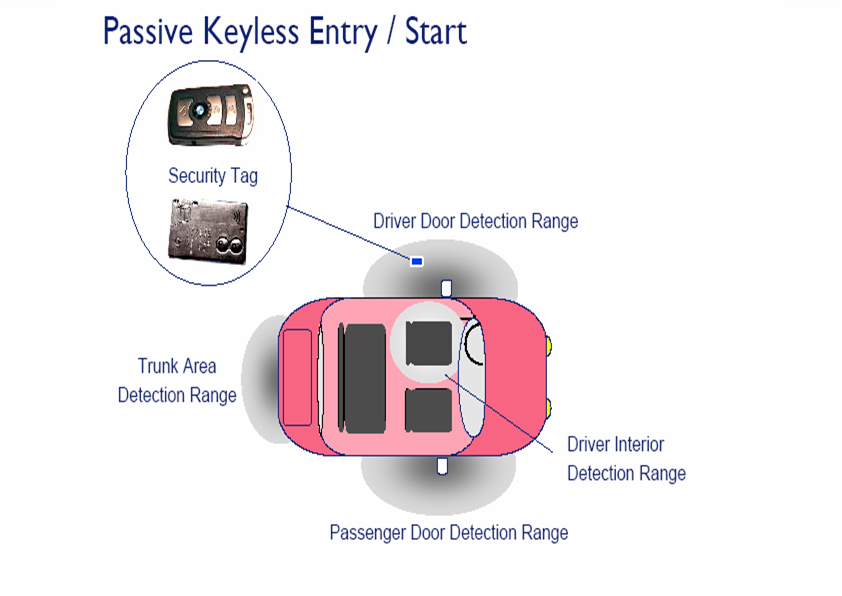 Passive Keyless Entry / Start
Security Tag
Driver Door Detection Range
Trunk Area
Detection Range
Driver Interior
Detection Range
Passenger Door Detection Range